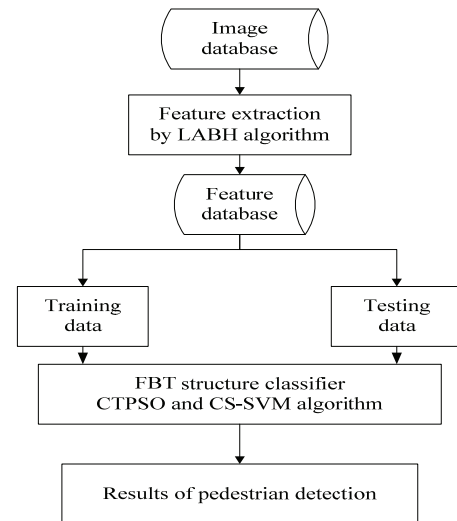 Image
database
Feature extraction
by LABH algorithm
Feature
database
Training
data
Testing
data
FBT structure classifier
CTPSO and CS-SVM algorithm
Results of pedestrian detection